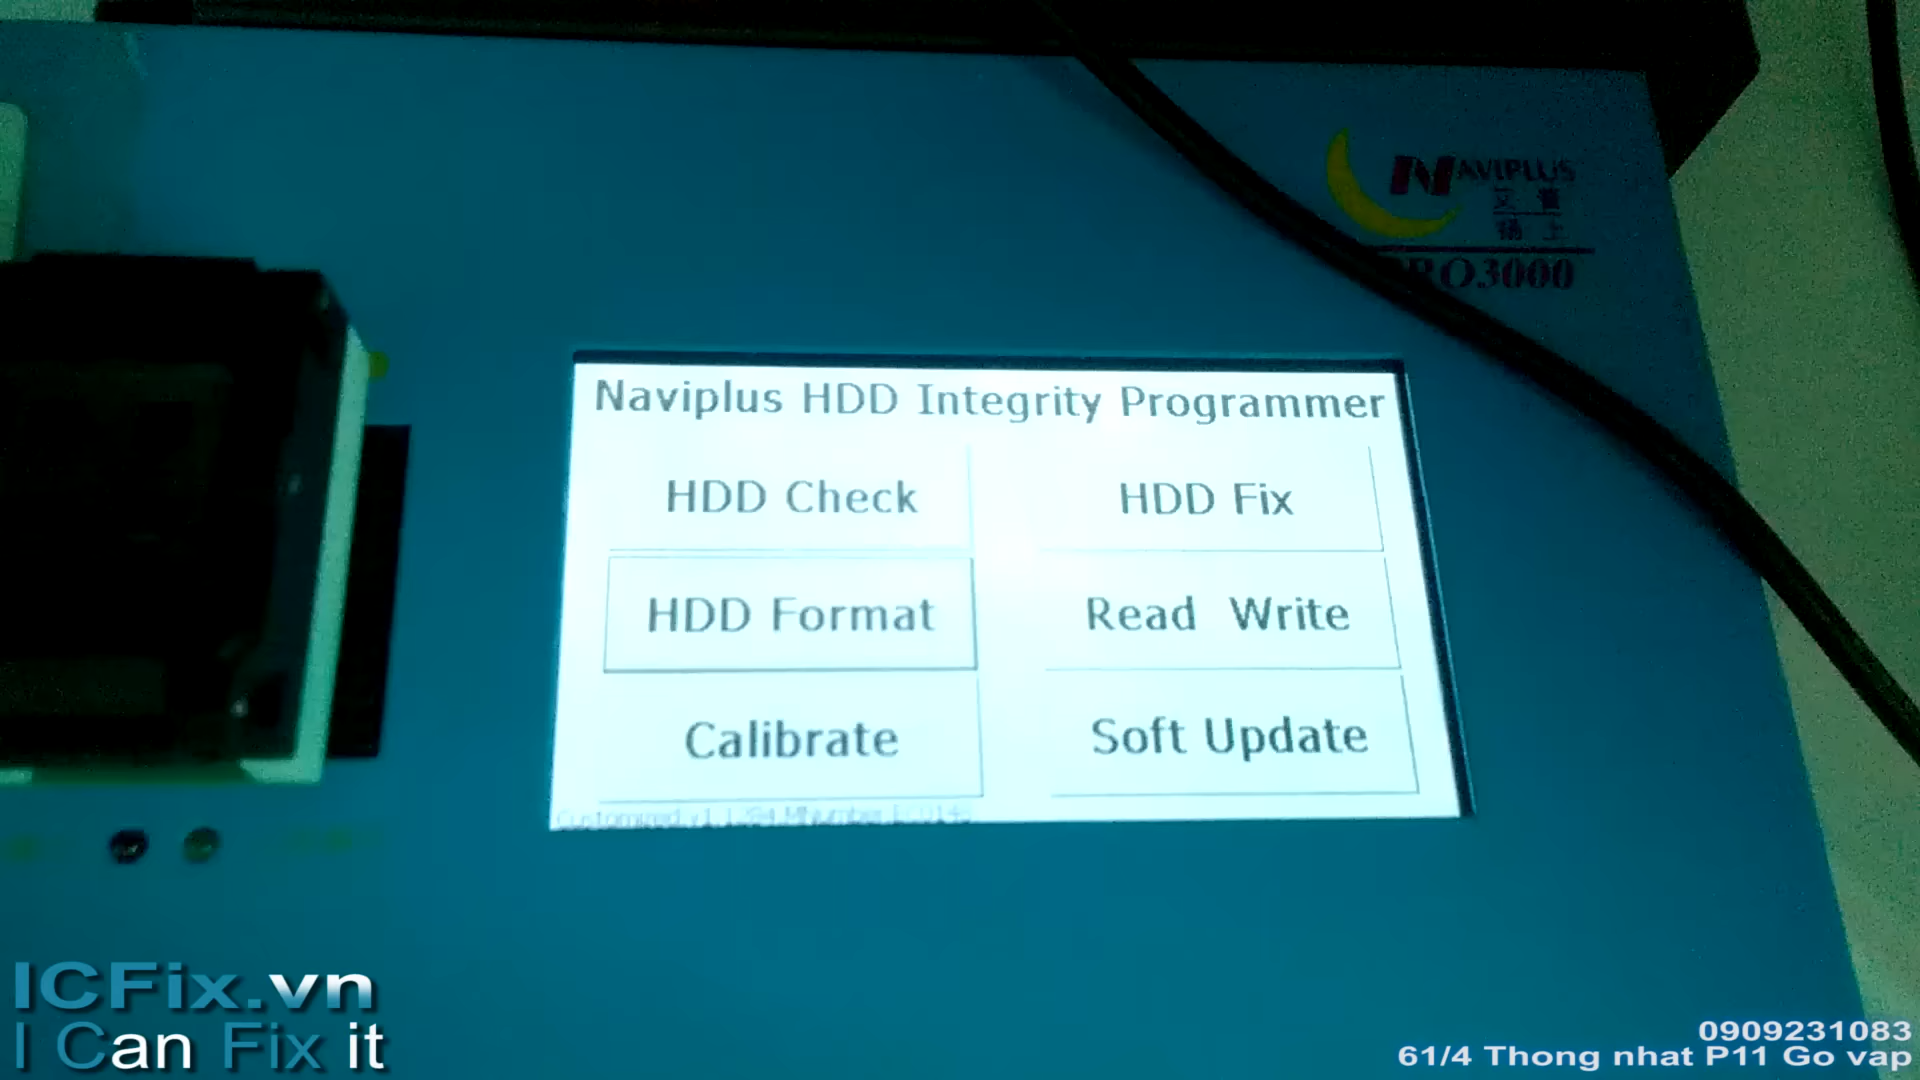 NAVIPLUS
PRO3000
Naviplus HDD Integrity Programmer
HDD Check
HDD Fix
HDD Format
Read Write
Calibrate
Soft Update
ICFix.vn
I Can Fix it
0909231083
61/4 Thong nhat P11 Go vap